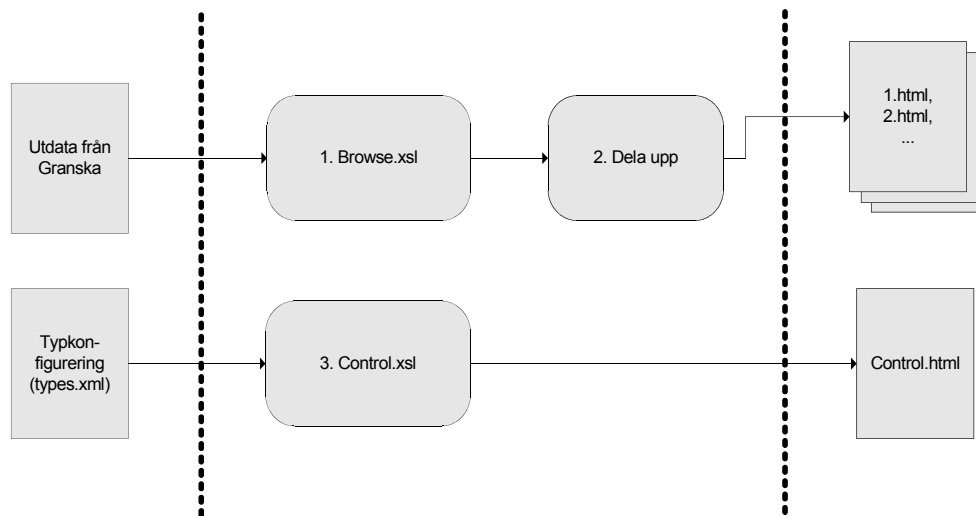 Utdata från
Granska
1. Browse.xsl
2. Dela upp
1.html,
2.html,
...
Typkon-
figurering
(types.xml)
3. Control.xsl
Control.html